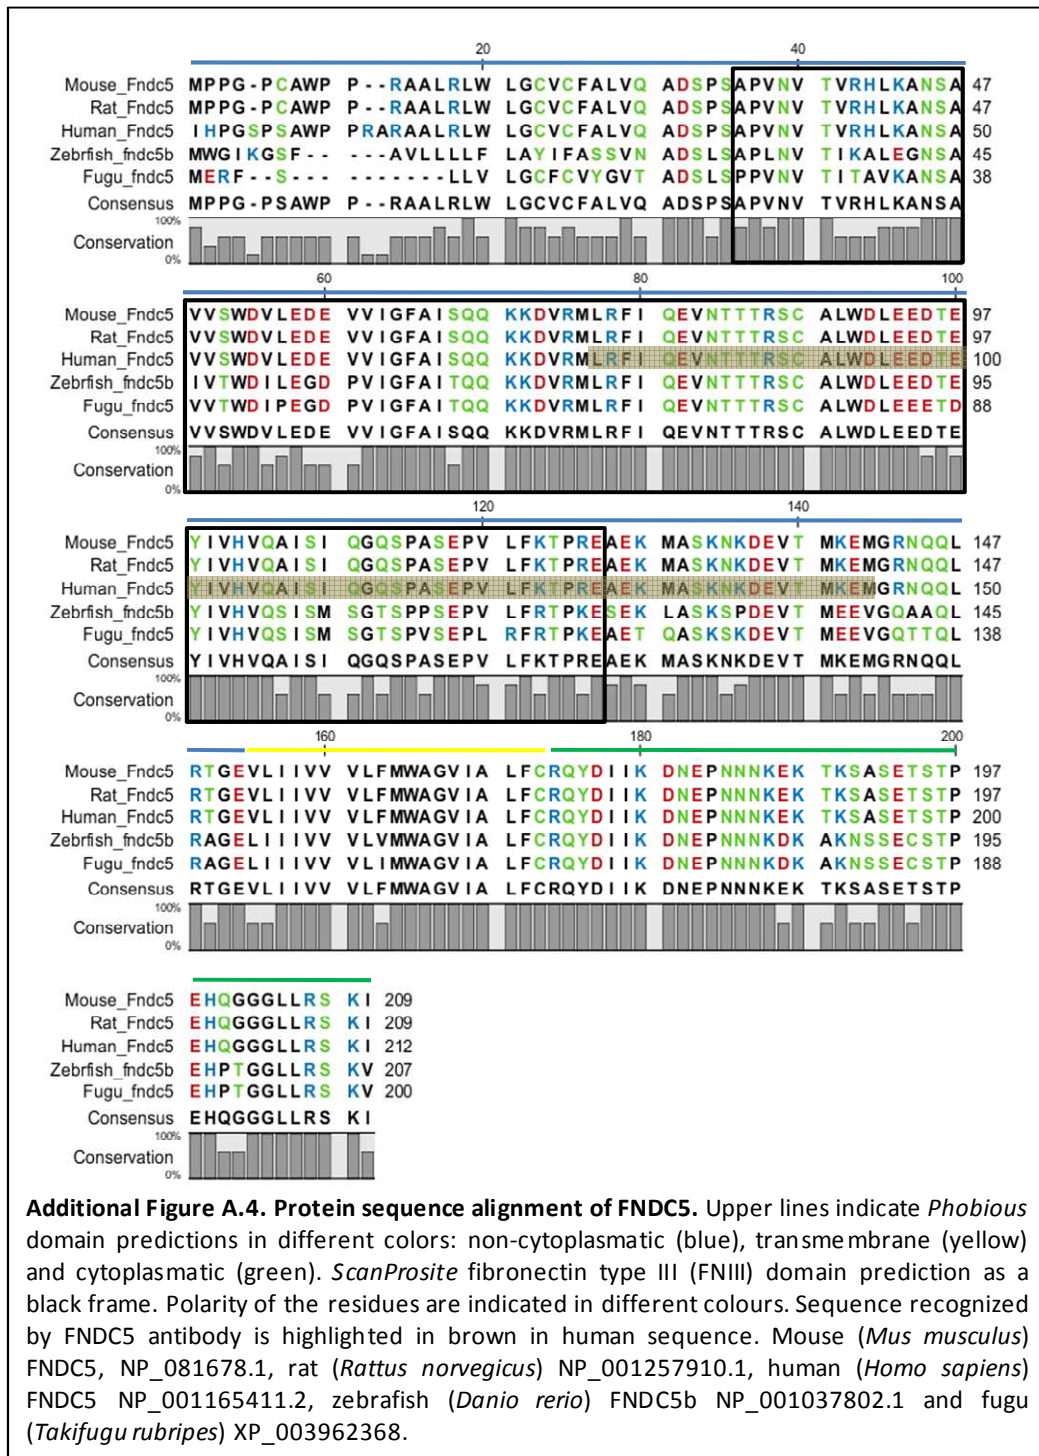 20 40
Mouse_Fndc5 MPPG-PCAWP P--RAALRLW LGCVCFALVQ ADSPSAPVNV TVRHLKANSA 47
Rat_Fndc5 MPPG-PCAWP P--RAALRLW LGCVCFALVQ ADSPSAPVNV TVRHLKANSA 47
Human_Fndc5 IHPGSPSAWP PRARAALRLW LGCVCFALVQ ADSPSAPVNV TVRHLKANSA 50
Zebrfish_fndc5b MWGIKGSF-- ---AVLLLLF LAYIFASSVN ADSLSAPLNV TIKALEGNSA 45
Fugu_fndc5 MERF--S--- -------LLV LGCFCVYGVT ADSLSPPVNV TITAVKANSA 38
Consensus MPPG-PSAWP P--RAALRLW LGCVCFALVQ ADSPSAPVNV TVRHLKANSA
100%
Conservation
0%
60 80 100
Mouse_Fndc5 VVSWDVLEDE VVIGFAISQQ KKDVRMLRFI QEVNTTTRSC ALWDLEEDTE 97
Rat_Fndc5 VVSWDVLEDE VVIGFAISQQ KKDVRMLRFI QEVNTTTRSC ALWDLEEDTE 97
Human_Fndc5 VVSWDVLEDE VVIGFAISQQ KKDVRMLRFI QEVNTTTRSC ALWDLEEDTE 100
Zebrfish_fndc5b IVTWDILEGD PVIGFAITQQ KKDVRMLRFI QEVNTTTRSC ALWDLEEDTE 95
Fugu_fndc5 VVTWDIPEGD PVIGFAITQQ KKDVRMLRFI QEVNTTTRSC ALWDLEEETD 88
Consensus VVSWDVLEDE VVIGFAISQQ KKDVRMLRFI QEVNTTTRSC ALWDLEEDTE
100%
Conservation
0%
120 140
Mouse_Fndc5 YIVHVQAISI QGQSPASEPV LFKTPREAEK MASKNKDEVT MKEMGRNQQL 147
Rat_Fndc5 YIVHVQAISI QGQSPASEPV LFKTPREAEK MASKNKDEVT MKEMGRNQQL 147
Human_Fndc5 YIVHVQAISI QGQSPASEPV LFKTPREAEK MASKNKDEVT MKEMGRNQQL 150
Zebrfish_fndc5b YIVHVQSISM SGTSPPSEPV LFRTPKESEK LASKSPDEVT MEEVGQAAQL 145
Fugu_fndc5 YIVHVQSISM SGTSPVSEPL RFRTPKEAET QASKSKDEVT MEEVGQTTQL 138
Consensus YIVHVQAISI QGQSPASEPV LFKTPREAEK MASKNKDEVT MKEMGRNQQL
100%
Conservation
0%
160 180 200
Mouse_Fndc5 RTGEVLIIVV VLFMWAGVIA LFCRQYDIIK DNEPNNNKEK TKSASETSTP 197
Rat_Fndc5 RTGEVLIIVV VLFMWAGVIA LFCRQYDIIK DNEPNNNKEK TKSASETSTP 197
Human_Fndc5 RTGEVLIIVV VLFMWAGVIA LFCRQYDIIK DNEPNNNKEK TKSASETSTP 200
Zebrfish_fndc5b RAGELIIIVV VLVMWAGVIA LFCRQYDIIK DNEPNNNKDK AKNSSECSTP 195
Fugu_fndc5 RAGELIIIVV VLIMWAGVIA LFCRQYDIIK DNEPNNNKDK AKNSSECSTP 188
Consensus RTGEVLIIVV VLFMWAGVIA LFCRQYDIIK DNEPNNNKEK TKSASETSTP
100%
Conservation
0%
Mouse_Fndc5 EHQGGGLLRS KI 209
Rat_Fndc5 EHQGGGLLRS KI 209
Human_Fndc5 EHQGGGLLRS KI 212
Zebrfish_fndc5b EHPTGGLLRS KV 207
Fugu_fndc5 EHPTGGLLRS KV 200
Consensus EHQGGGLLRS KI
100%
Conservation
0%
Additional Figure A.4. Protein sequence alignment of FNDC5. Upper lines indicate Phobious
domain predictions in different colors: non-cytoplasmatic (blue), transmembrane (yellow)
and cytoplasmatic (green). ScanProsite fibronectin type III (FNIII) domain prediction as a
black frame. Polarity of the residues are indicated in different colours. Sequence recognized
by FNDC5 antibody is highlighted in brown in human sequence. Mouse (Mus musculus)
FNDC5, NP_081678.1, rat (Rattus norvegicus) NP_001257910.1, human (Homo sapiens)
FNDC5 NP_001165411.2, zebrafish (Danio rerio) FNDC5b NP_001037802.1 and fugu
(Takifugu rubripes) XP_003962368.